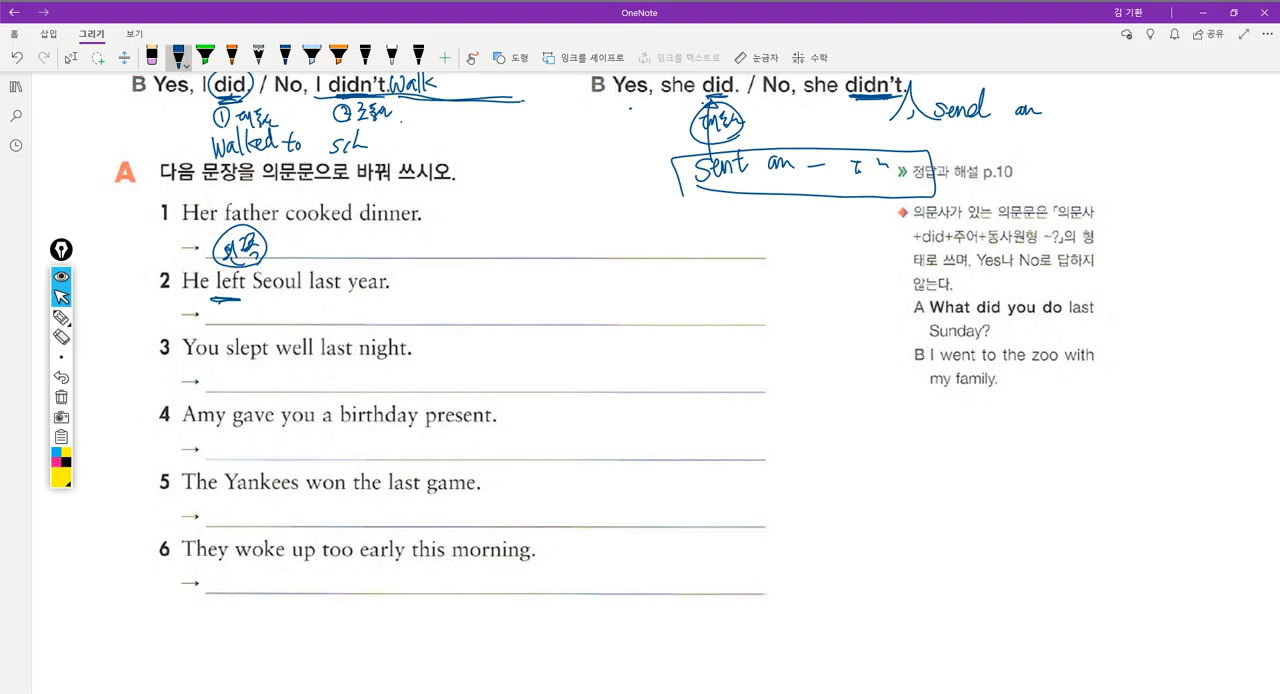 OneNote
김 기환
홈 삽입 그리기 보기
공유
도형 잉크를 셰이프로 잉크를 텍스트로 눈금자 수학
B Yes, I did. / No, I didn't. walk
B Yes, she did. / No, she didn't.
send an
① ②
walked to sch
sent an
A 다음 문장을 의문문으로 바꿔 쓰시오.
» 정답과 해설 p.10
1 Her father cooked dinner.
→
2 He left Seoul last year.
→
3 You slept well last night.
→
4 Amy gave you a birthday present.
→
5 The Yankees won the last game.
→
6 They woke up too early this morning.
→
의문사가 있는 의문문은 「의문사
+did+주어+동사원형 ~?」의 형
태로 쓰며, Yes나 No로 답하지
않는다.
A What did you do last
Sunday?
B I went to the zoo with
my family.